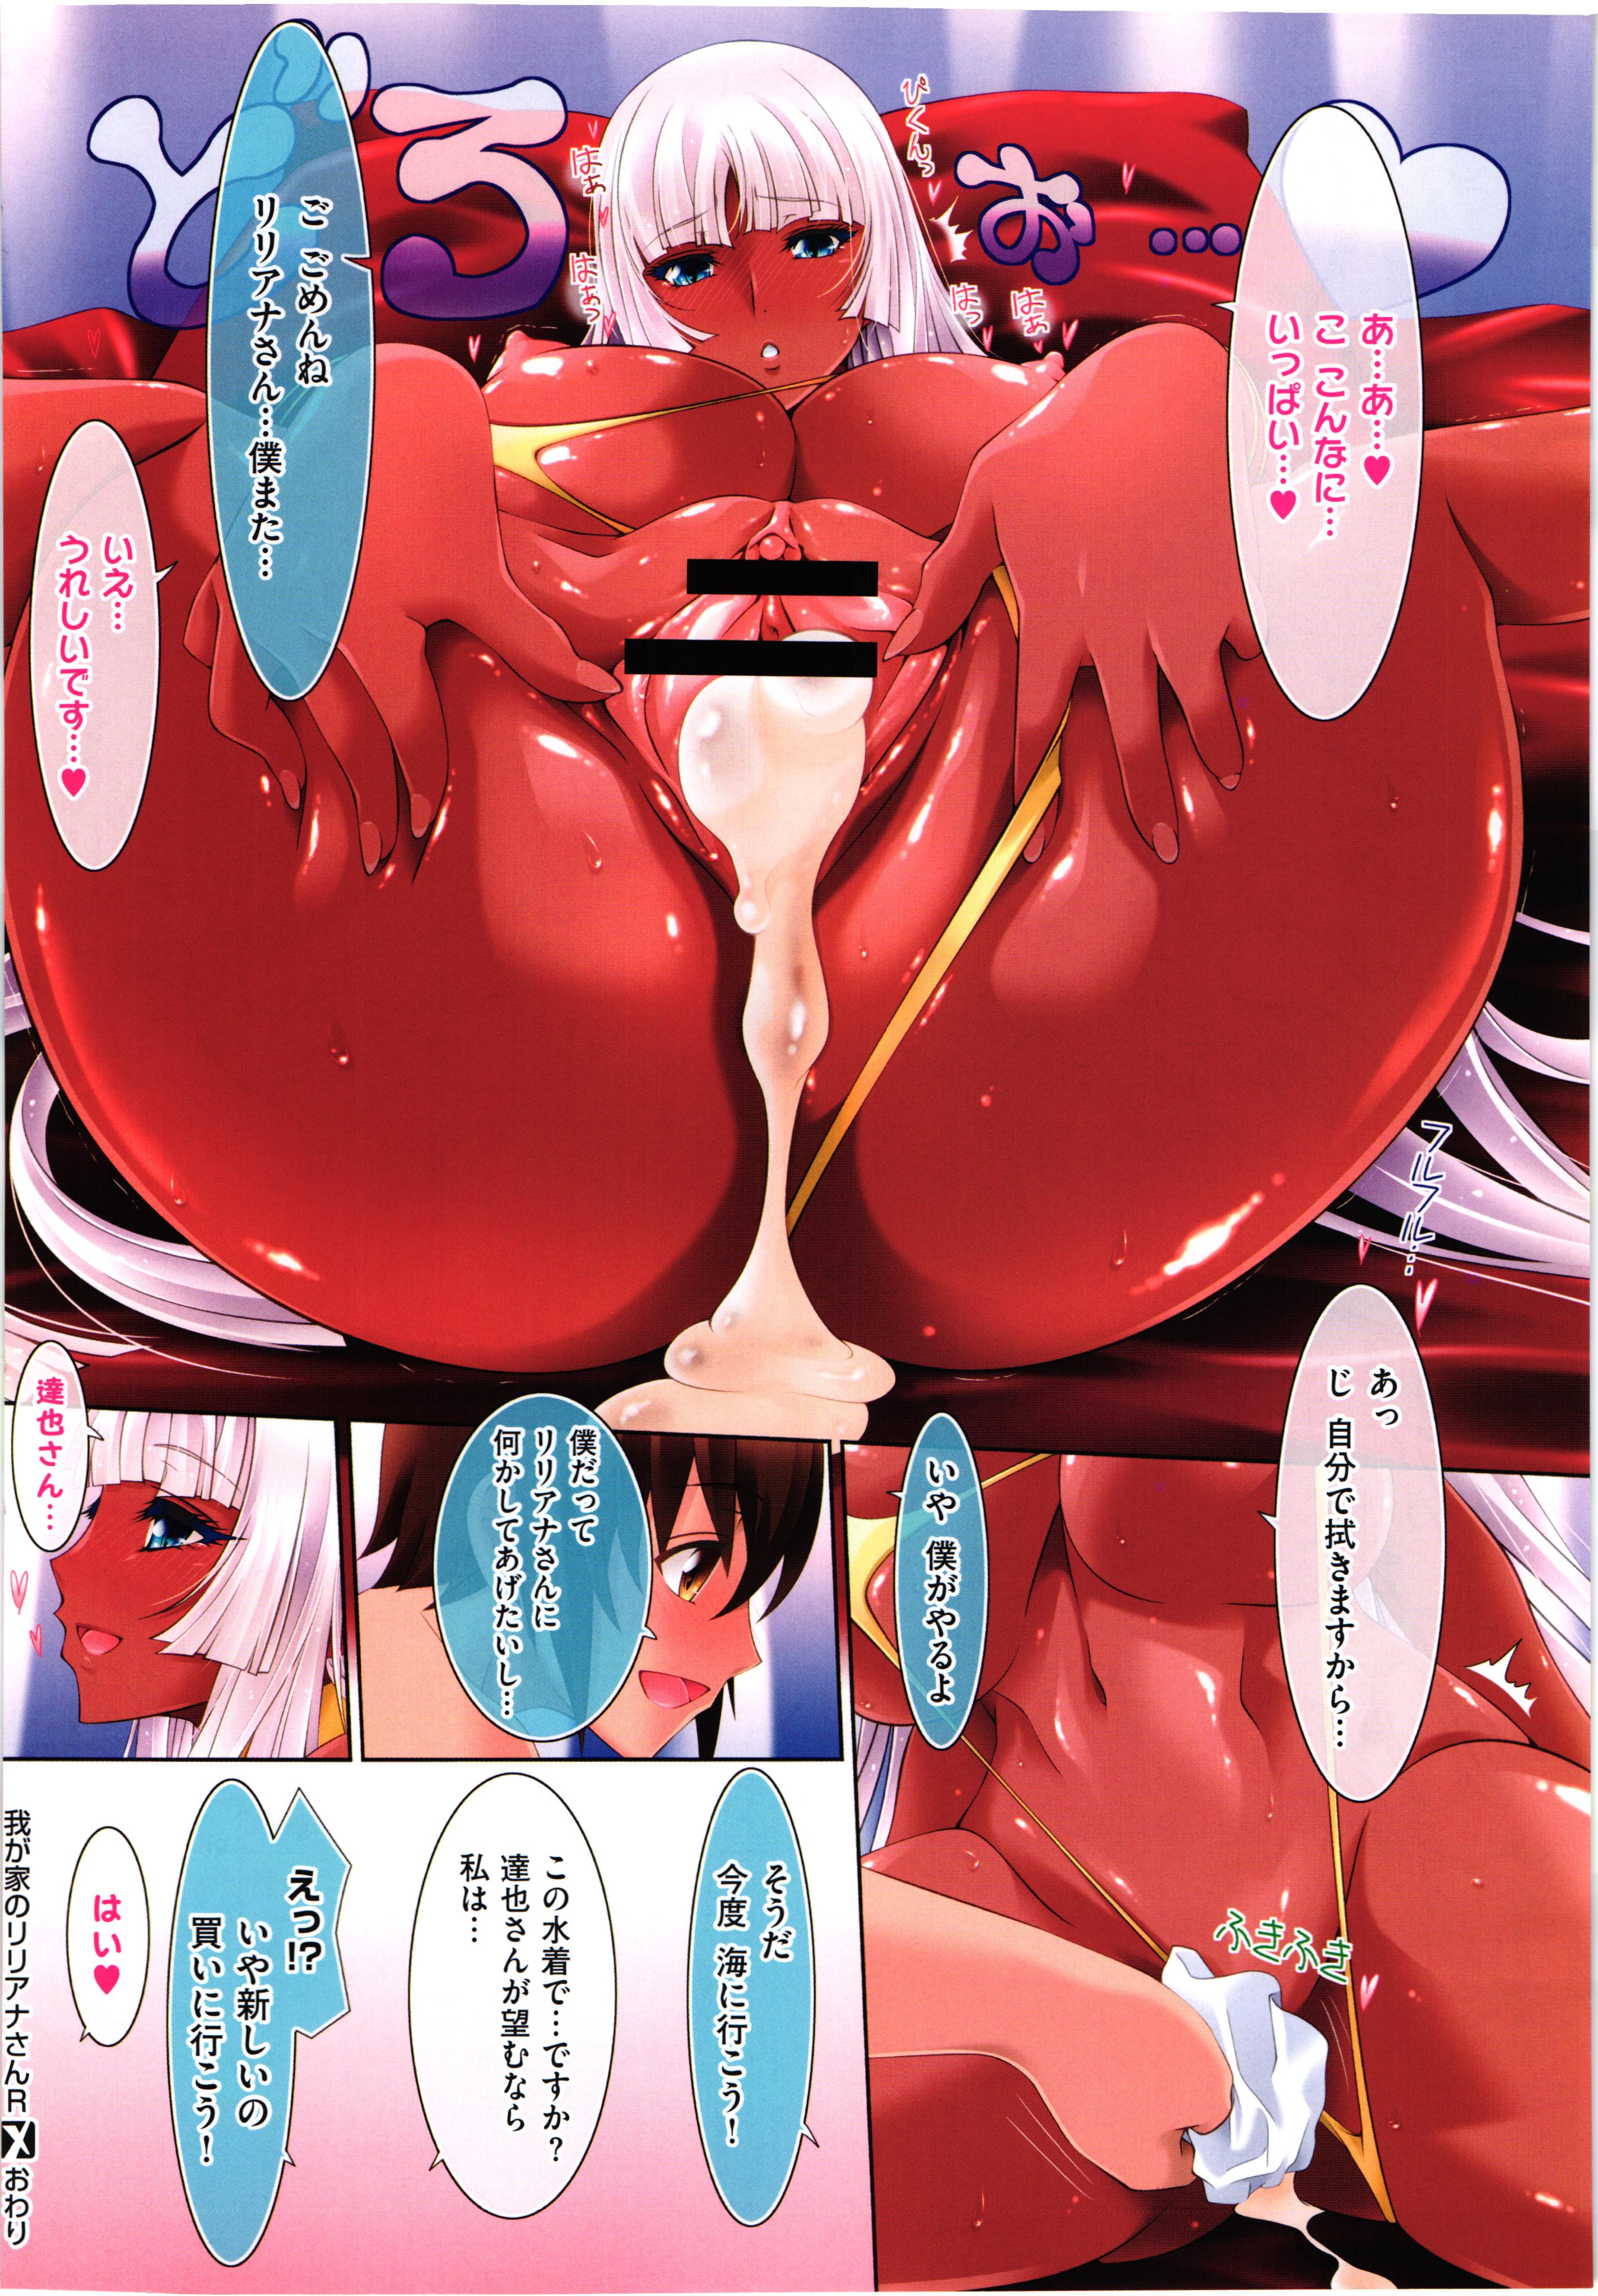 あ…あ…♥
こ こんなに…
いっぱい…♥
どろ
ぉ…♡
ぴくんっ
はぁ
はぁっ
はっ
はぁ
ご ごめんね
リリアナさん…僕また…
いえ…
うれしいです…♥
フルフル…
あっ
じ 自分で拭きますから…
いや 僕がやるよ
ふきふき
僕だって
リリアナさんに
何かしてあげたいし…
達也さん…
そうだ
今度 海に行こう!
この水着で…ですか?
達也さんが望むなら
私は…
えっ!?
いや新しいの
買いに行こう!
はい♥
我が家のリリアナさんR X おわり